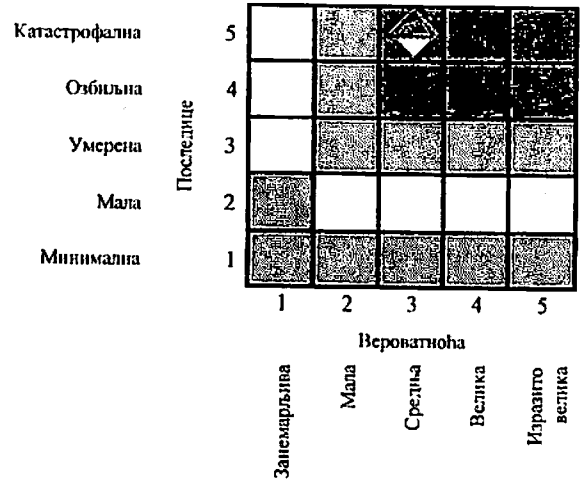 Катастрофална 5
Озбиљна 4
Умерена 3
Мала 2
Минимална 1
Последице
1 2 3 4 5
Вероватноћа
Занемарљива
Мала
Средња
Велика
Изразито
велика